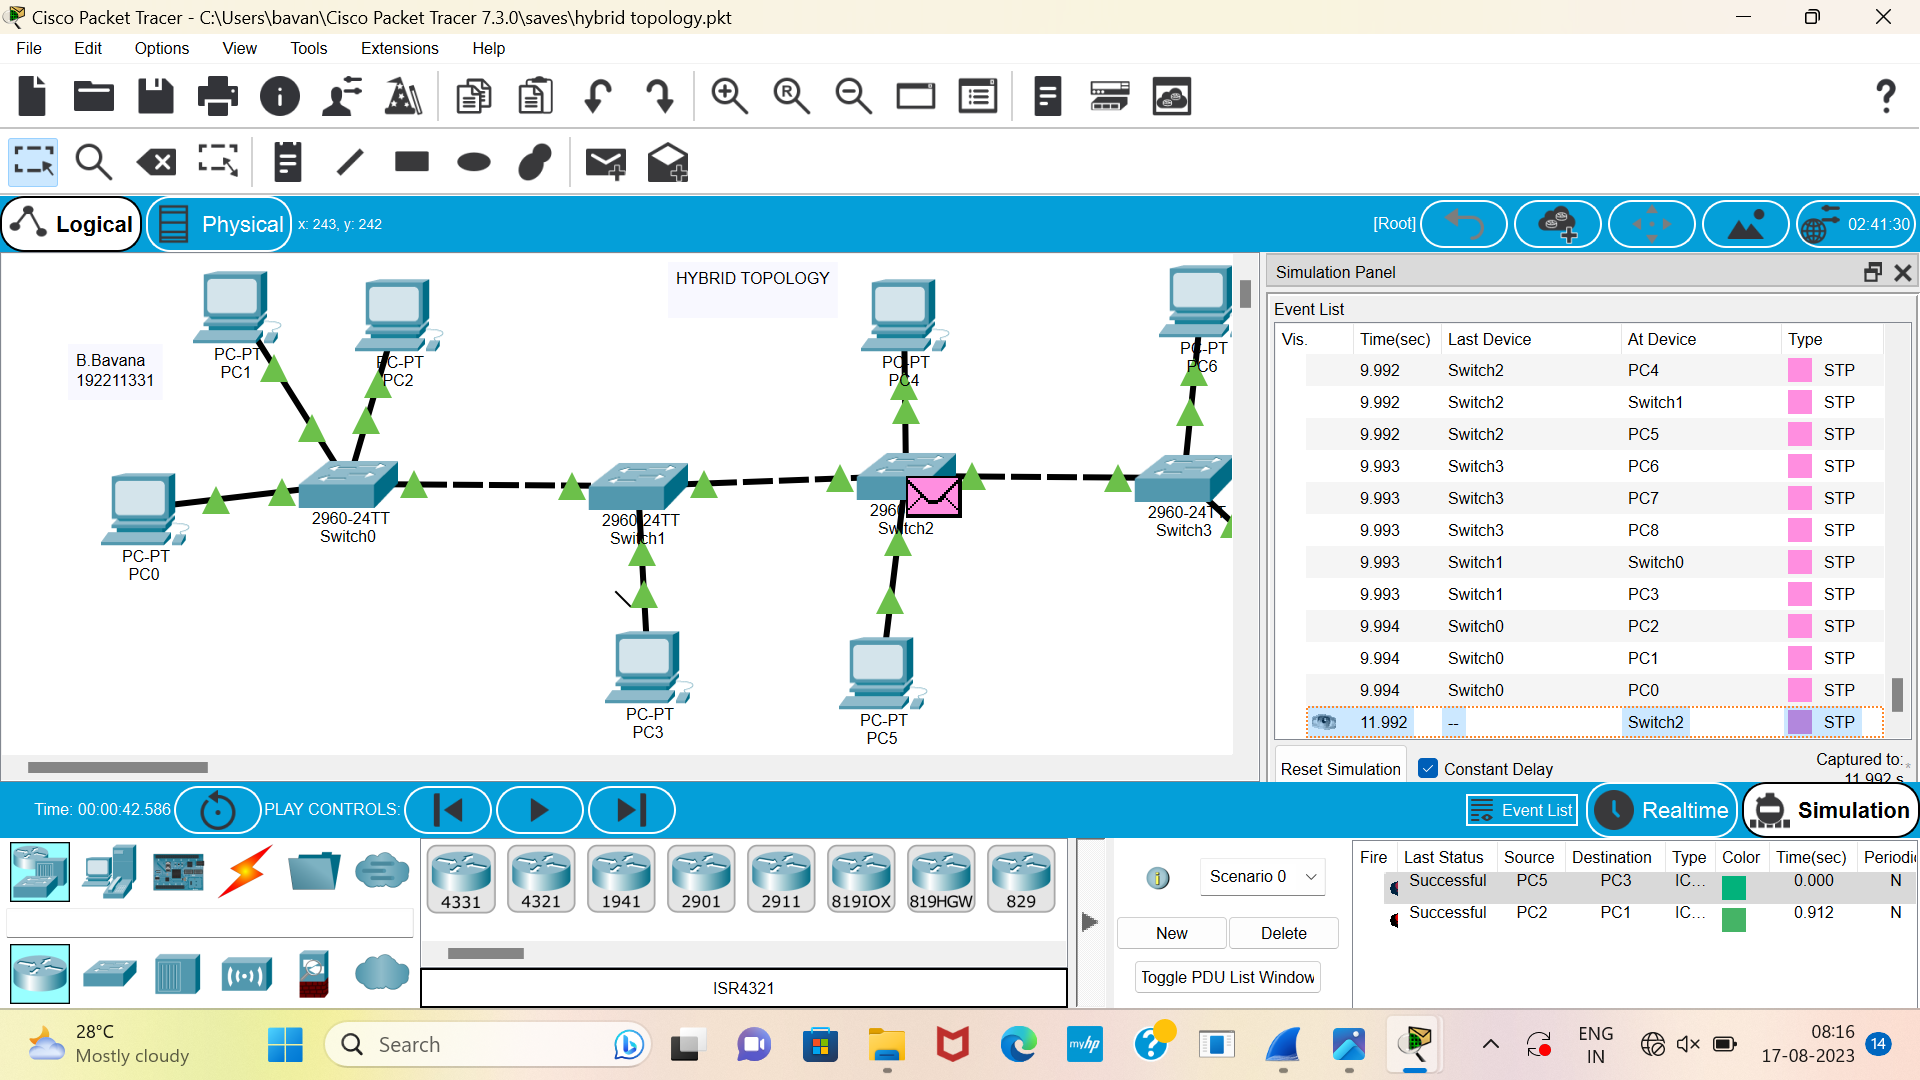 Cisco Packet Tracer - C:\Users\bavan\Cisco Packet Tracer 7.3.0\saves\hybrid topology.pkt
File Edit Options View Tools Extensions Help
Logical Physical x: 243, y: 242 [Root] 02:41:30
HYBRID TOPOLOGY
B.Bavana
192211331
PC-PT
PC1
PC-PT
PC2
PC-PT
PC4
PC-PT
PC6
2960-24TT
Switch0
2960-24TT
Switch1
2960
Switch2
2960-24TT
Switch3
PC-PT
PC0
PC-PT
PC3
PC-PT
PC5
Simulation Panel
Event List
Vis. Time(sec) Last Device At Device Type
9.992 Switch2 PC4 STP
9.992 Switch2 Switch1 STP
9.992 Switch2 PC5 STP
9.993 Switch3 PC6 STP
9.993 Switch3 PC7 STP
9.993 Switch3 PC8 STP
9.993 Switch1 Switch0 STP
9.993 Switch1 PC3 STP
9.994 Switch0 PC2 STP
9.994 Switch0 PC1 STP
9.994 Switch0 PC0 STP
11.992 -- Switch2 STP
Reset Simulation Constant Delay Captured to:
11.992 s
Time: 00:00:42.586 PLAY CONTROLS: Event List Realtime Simulation
4331 4321 1941 2901 2911 819IOX 819HGW 829
ISR4321
Scenario 0
New Delete
Toggle PDU List Window
Fire Last Status Source Destination Type Color Time(sec) Periodic
Successful PC5 PC3 IC... 0.000 N
Successful PC2 PC1 IC... 0.912 N
28°C
Mostly cloudy
Search
myhp
ENG
IN
08:16
17-08-2023
14